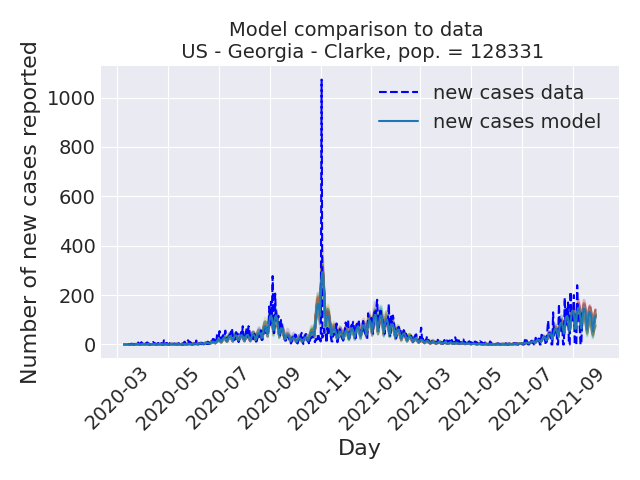 Model comparison to data
US - Georgia - Clarke, pop. = 128331
Number of new cases reported
1000
800
600
400
200
0
new cases data
new cases model
2020-03
2020-05
2020-07
2020-09
2020-11
2021-01
2021-03
2021-05
2021-07
2021-09
Day